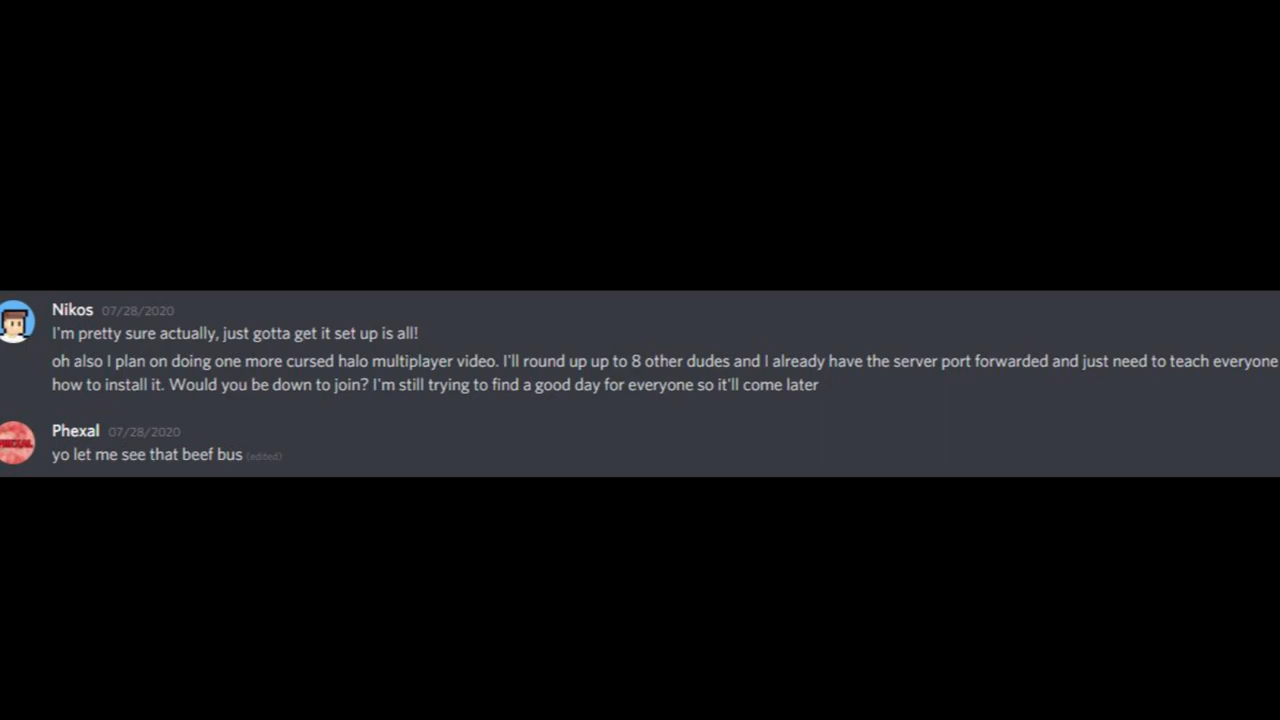 Nikos 07/28/2020
I'm pretty sure actually, just gotta get it set up is all!
oh also I plan on doing one more cursed halo multiplayer video. I'll round up up to 8 other dudes and I already have the server port forwarded and just need to teach everyone
how to install it. Would you be down to join? I'm still trying to find a good day for everyone so it'll come later
Phexal 07/28/2020
yo let me see that beef bus (edited)